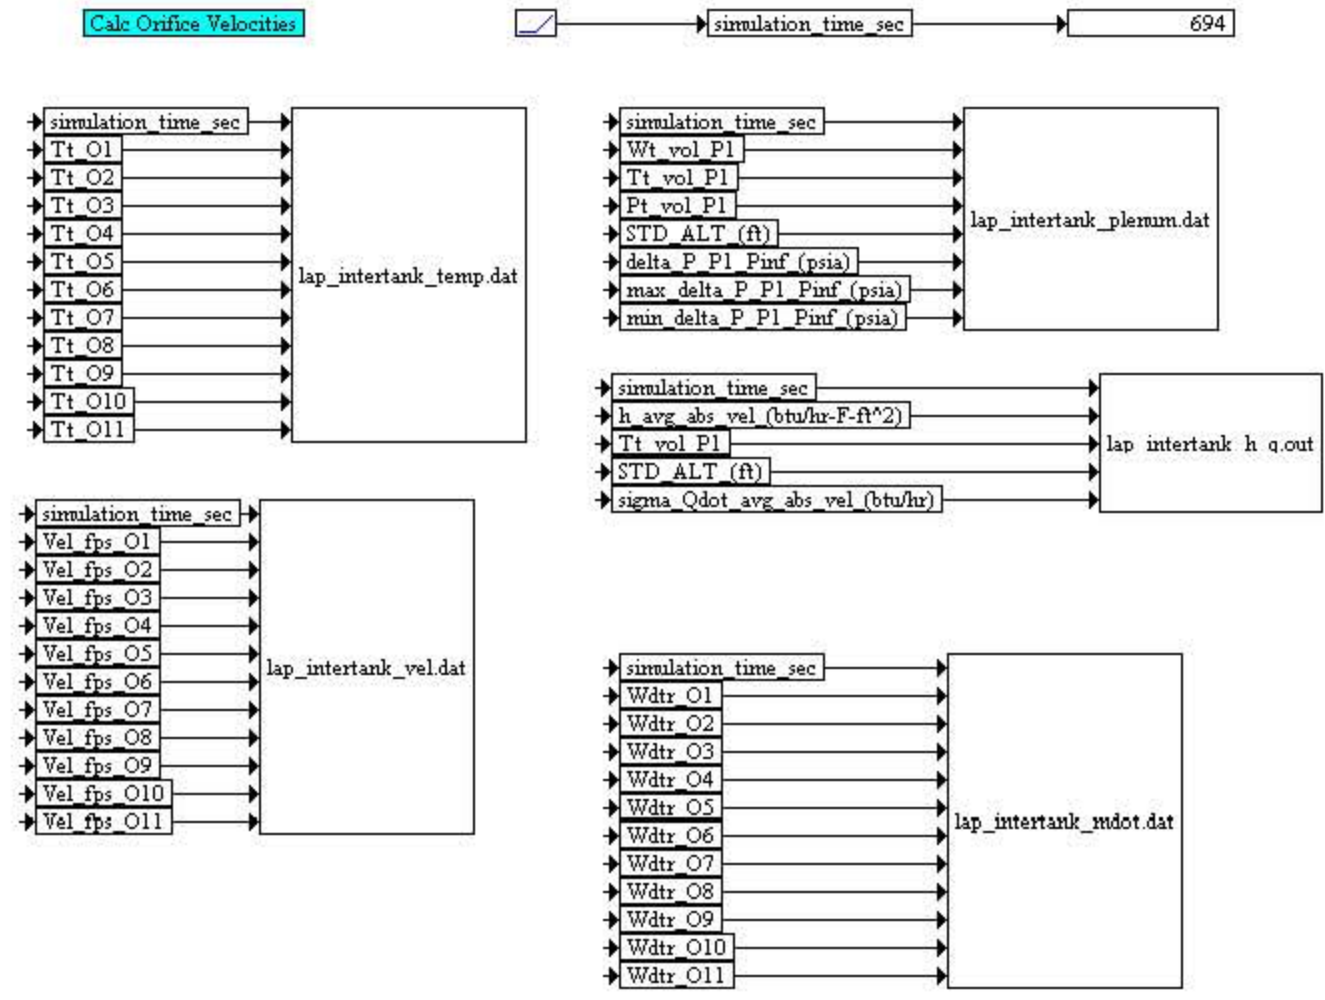 Calc Orifice Velocities
simulation_time_sec
694
simulation_time_sec
Tt_O1
Tt_O2
Tt_O3
Tt_O4
Tt_O5
Tt_O6
Tt_O7
Tt_O8
Tt_O9
Tt_O10
Tt_O11
lap_intertank_temp.dat
simulation_time_sec
Wt_vol_P1
Tt_vol_P1
Pt_vol_P1
STD_ALT_(ft)
delta_P_P1_Pinf_(psia)
max_delta_P_P1_Pinf_(psia)
min_delta_P_P1_Pinf_(psia)
lap_intertank_plenum.dat
simulation_time_sec
h_avg_abs_vel_(btu/hr-F-ft^2)
Tt_vol_P1
STD_ALT_(ft)
sigma_Qdot_avg_abs_vel_(btu/hr)
lap_intertank_h_q.out
simulation_time_sec
Vel_fps_O1
Vel_fps_O2
Vel_fps_O3
Vel_fps_O4
Vel_fps_O5
Vel_fps_O6
Vel_fps_O7
Vel_fps_O8
Vel_fps_O9
Vel_fps_O10
Vel_fps_O11
lap_intertank_vel.dat
simulation_time_sec
Wdtr_O1
Wdtr_O2
Wdtr_O3
Wdtr_O4
Wdtr_O5
Wdtr_O6
Wdtr_O7
Wdtr_O8
Wdtr_O9
Wdtr_O10
Wdtr_O11
lap_intertank_mdot.dat